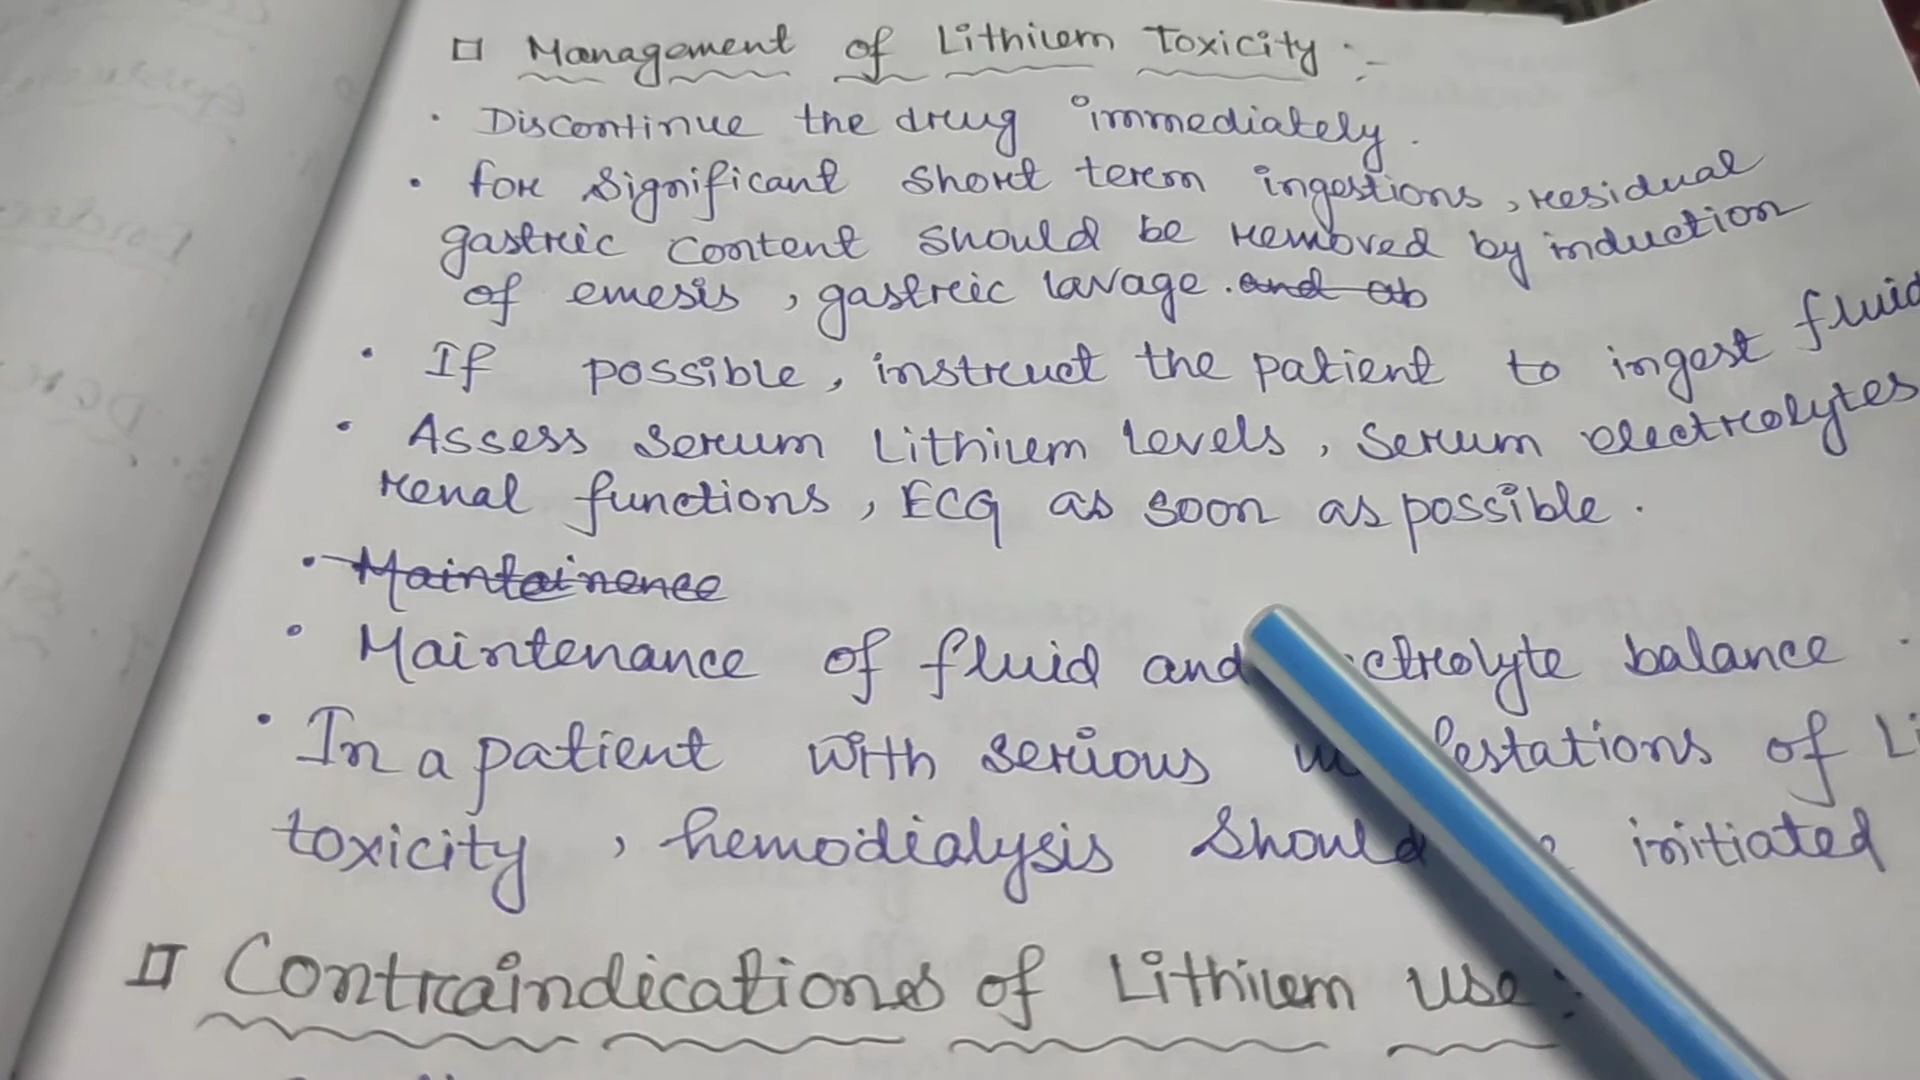 Management of Lithium Toxicity :-
• Discontinue the drug immediately.
• for significant short term ingestions, residual
gastric content should be removed by induction
of emesis, gastric lavage. and ab
• If possible, instruct the patient to ingest fluid
• Assess serum Lithium levels, serum electrolytes
renal functions, ECG as soon as possible.
• Maintainence
• Maintenance of fluid and ctrolyte balance.
• In a patient with serious estations of Li
toxicity, hemodialysis should initiated
Contraindications of Lithium use: